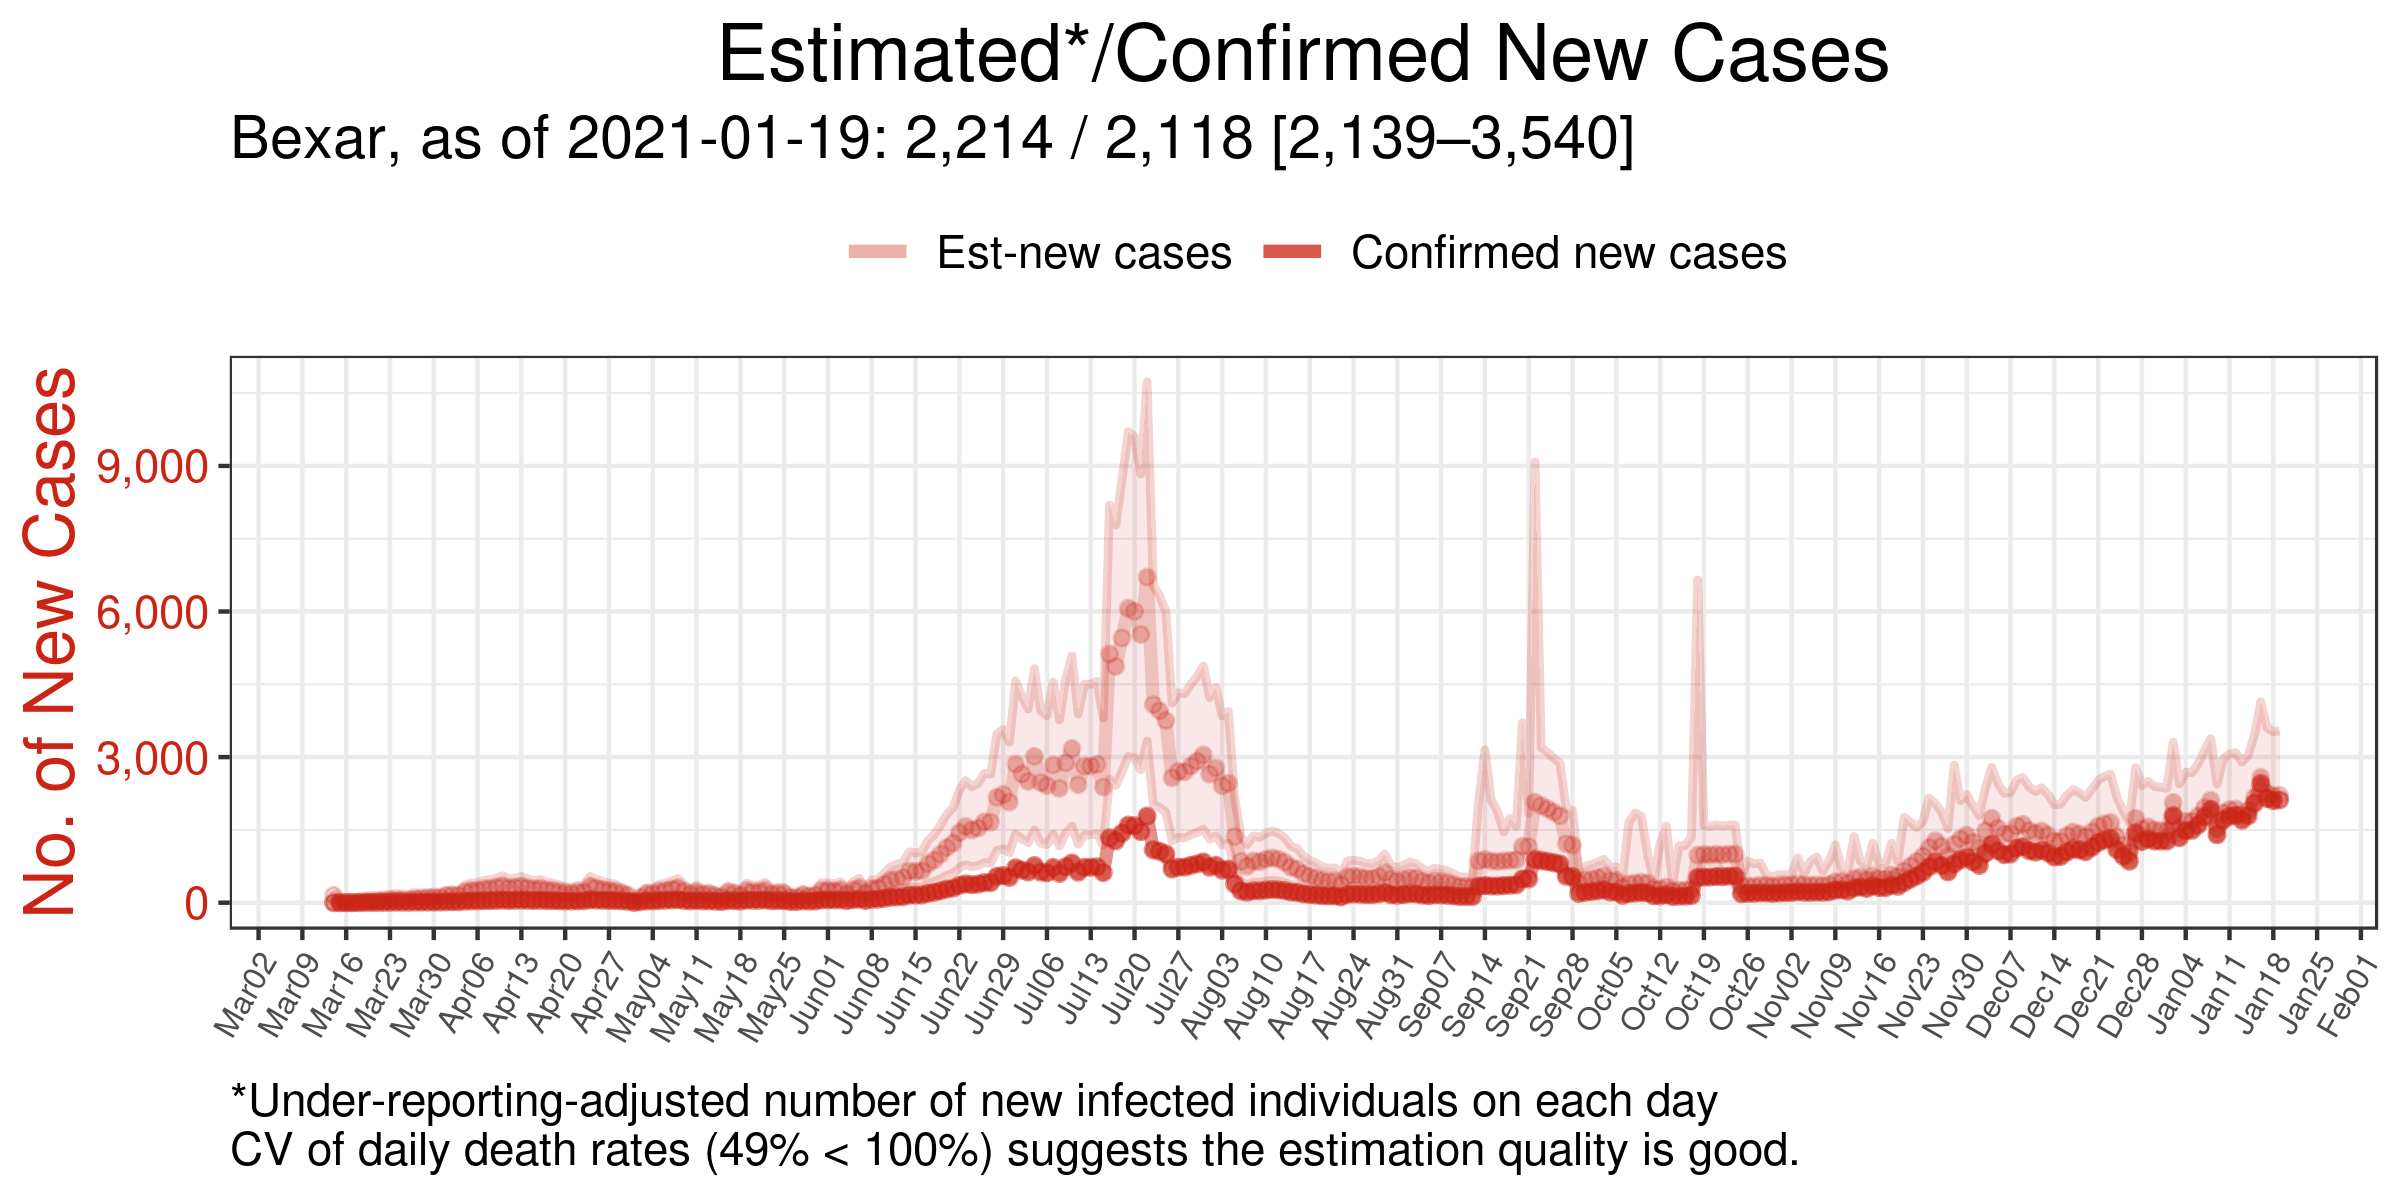 Estimated*/Confirmed New Cases
Bexar, as of 2021-01-19: 2,214 / 2,118 [2,139–3,540]
Est-new cases Confirmed new cases
No. of New Cases
9,000
6,000
3,000
0
Mar02 Mar09 Mar16 Mar23 Mar30 Apr06 Apr13 Apr20 Apr27 May04 May11 May18 May25 Jun01 Jun08 Jun15 Jun22 Jun29 Jul06 Jul13 Jul20 Jul27 Aug03 Aug10 Aug17 Aug24 Aug31 Sep07 Sep14 Sep21 Sep28 Oct05 Oct12 Oct19 Oct26 Nov02 Nov09 Nov16 Nov23 Nov30 Dec07 Dec14 Dec21 Dec28 Jan04 Jan11 Jan18 Jan25 Feb01
*Under-reporting-adjusted number of new infected individuals on each day
CV of daily death rates (49% < 100%) suggests the estimation quality is good.